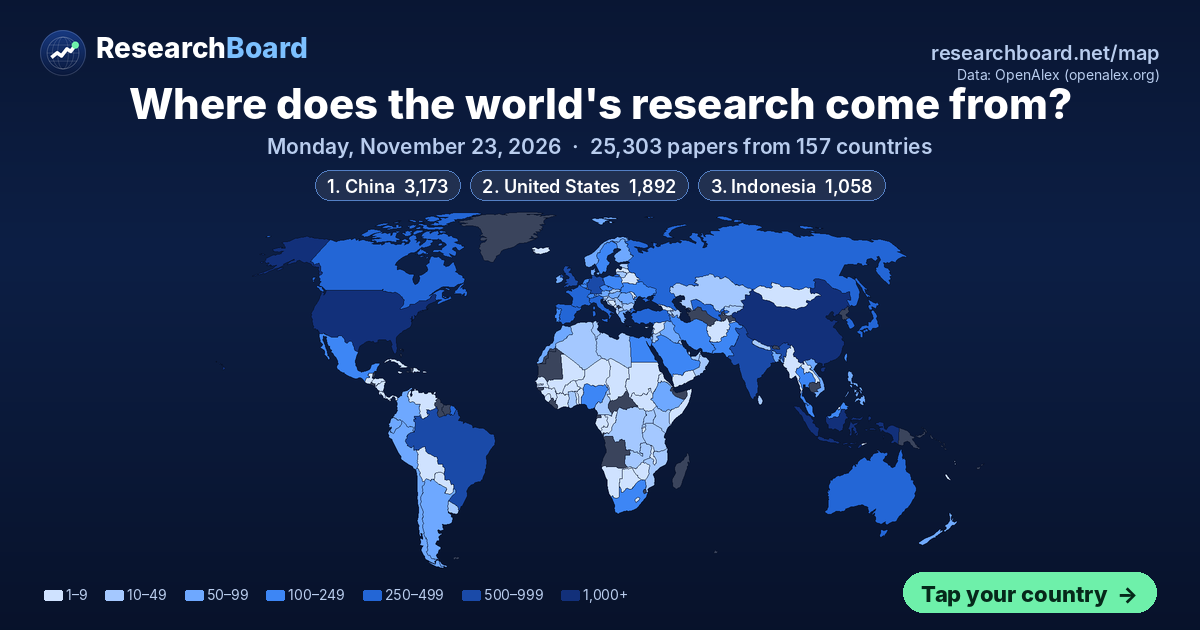 ResearchBoard
researchboard.net/map
Data: OpenAlex (openalex.org)
Where does the world's research come from?
Monday, November 23, 2026 · 25,303 papers from 157 countries
1. China 3,173 2. United States 1,892 3. Indonesia 1,058
1–9 10–49 50–99 100–249 250–499 500–999 1,000+
Tap your country →